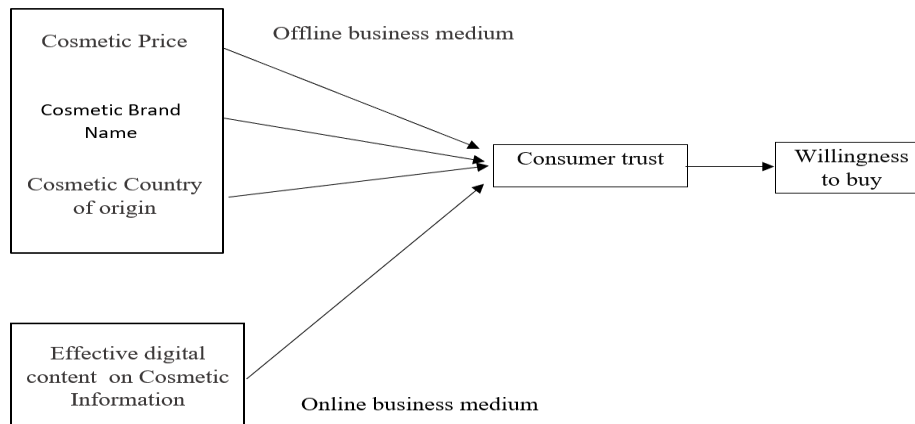 Cosmetic Price
Offline business medium
Cosmetic Brand
Name
Cosmetic Country
of origin
Consumer trust
Willingness
to buy
Effective digital
content on Cosmetic
Information
Online business medium